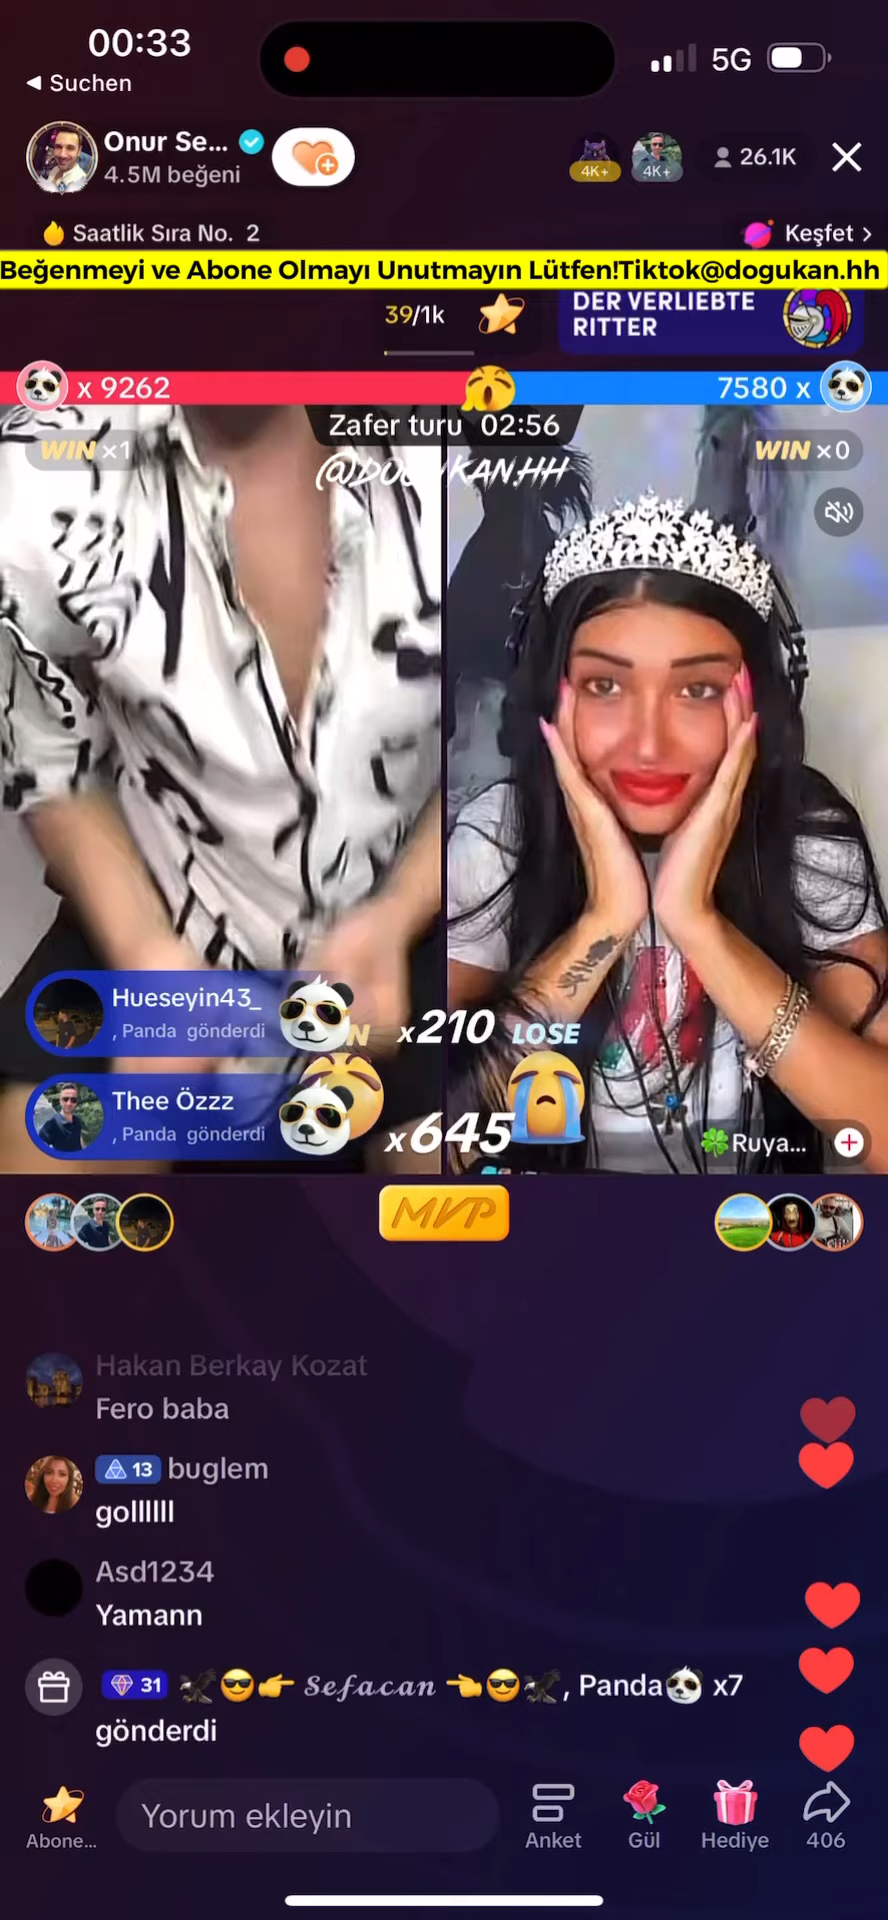 00:33
5G
◀ Suchen
Onur Se...
4.5M beğeni
4K+
4K+
26.1K
Saatlik Sıra No. 2
Keşfet >
Beğenmeyi ve Abone Olmayı Unutmayın Lütfen!Tiktok@dogukan.hh
39/1k
DER VERLIEBTE
RITTER
x 9262
7580 x
Zafer turu 02:56
WIN x1
WIN x0
@DOGUKAN.HH
Hueseyin43_
, Panda gönderdi
x210
LOSE
Thee Özzz
, Panda gönderdi
x645
🍀Ruya...
MVP
Hakan Berkay Kozat
Fero baba
13 buglem
gollllll
Asd1234
Yamann
31 🦅😎👉 𝓢𝓮𝓯𝓪𝓬𝓪𝓷 👈😎🦅, Panda x7
gönderdi
Abone...
Yorum ekleyin
Anket
Gül
Hediye
406